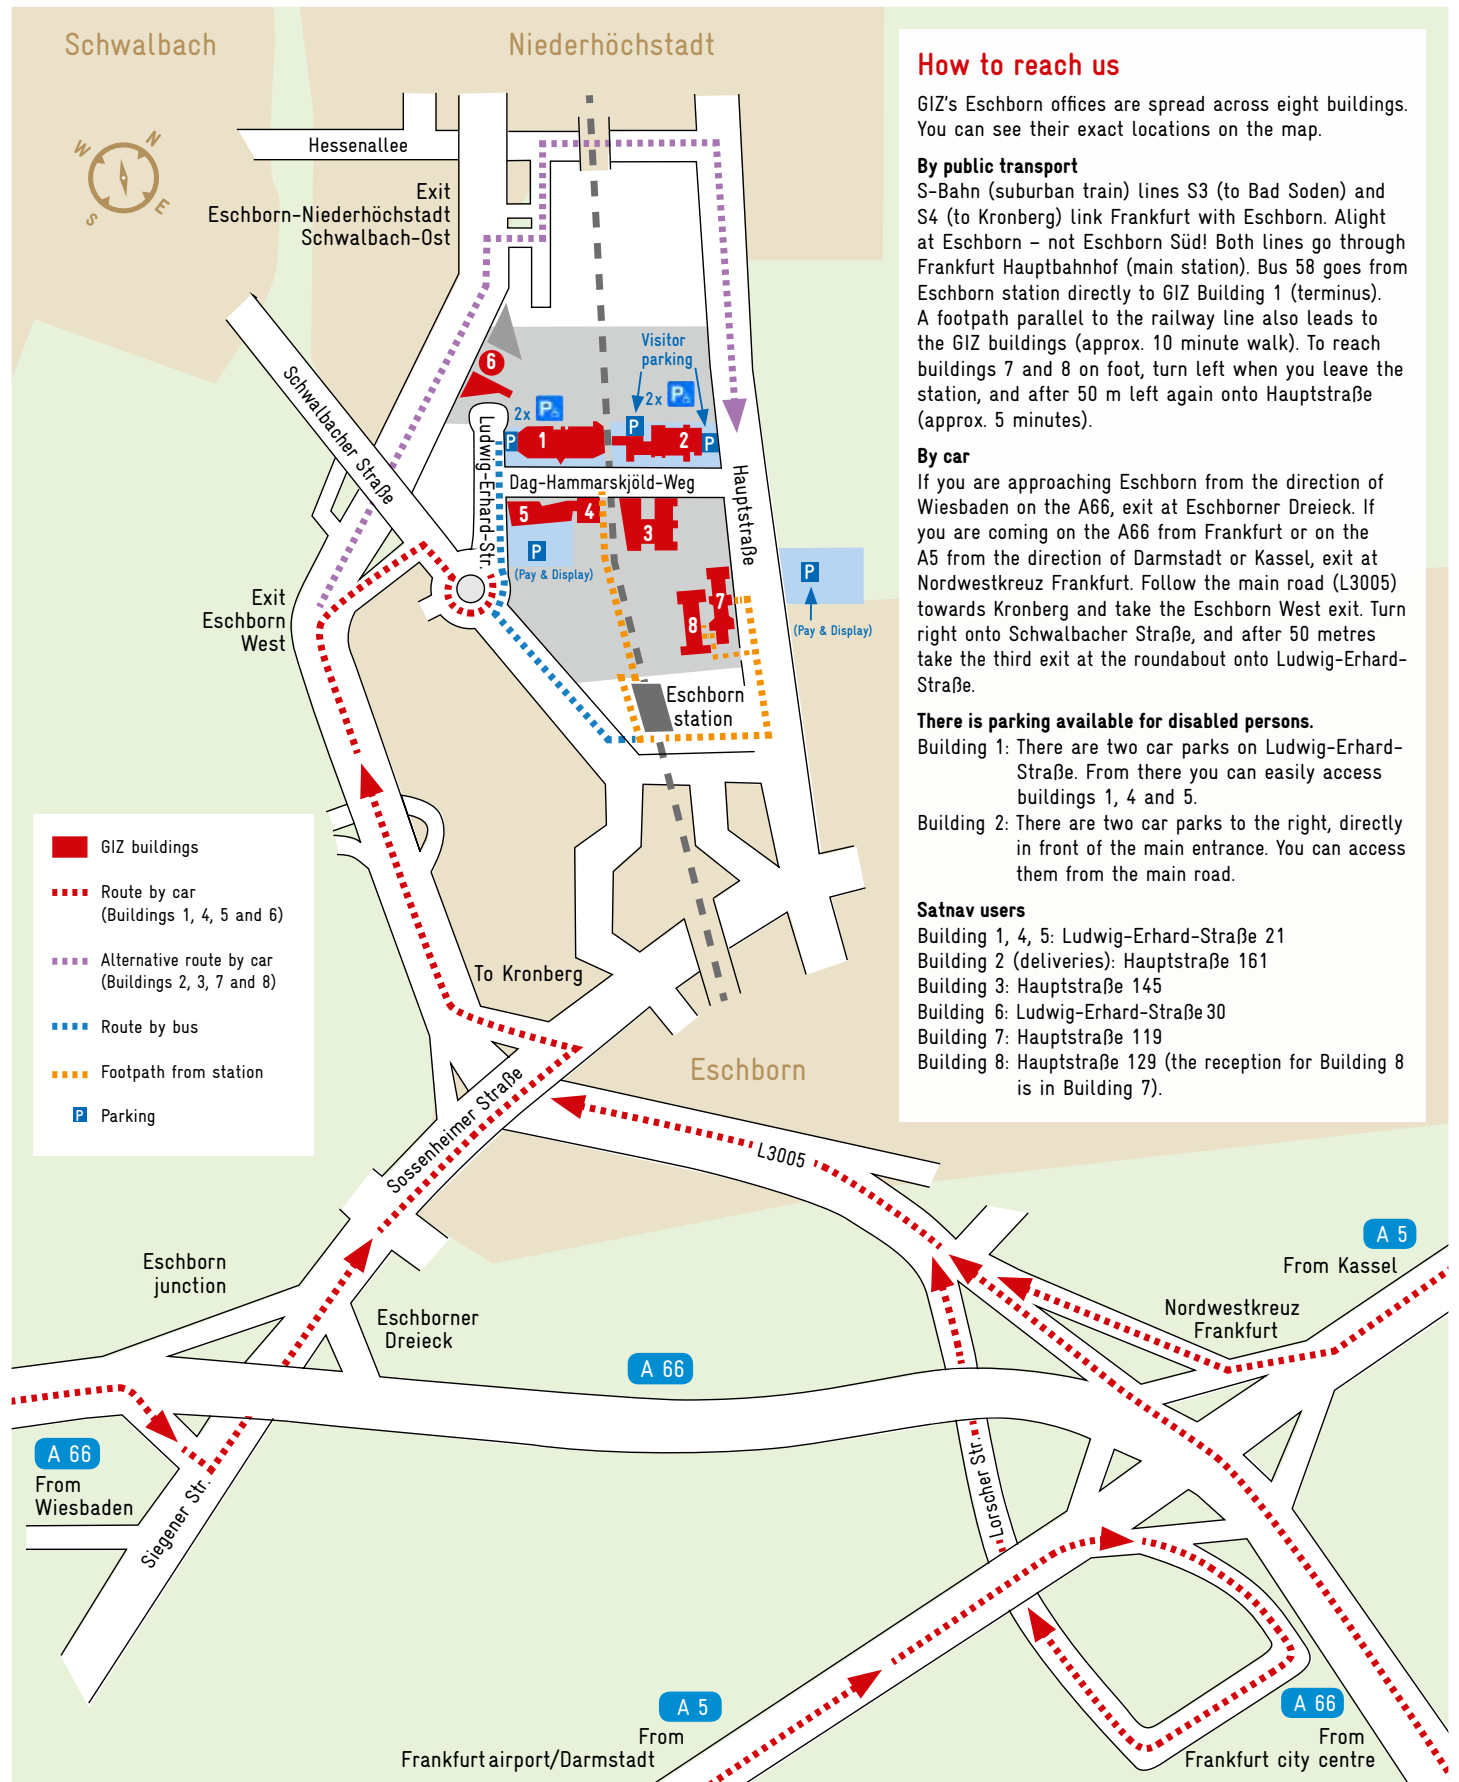 Schwalbach
Niederhöchstadt
N
W
E
S
Hessenallee
Exit
Eschborn-Niederhöchstadt
Schwalbach-Ost
Schwalbacher Straße
6
Visitor
parking
2x P
2x P
P
1
P
2
P
Ludwig-Erhard-Str.
Dag-Hammarskjöld-Weg
Hauptstraße
5
4
3
P
(Pay & Display)
P
(Pay & Display)
7
8
Exit
Eschborn
West
Eschborn
station
GIZ buildings
Route by car
(Buildings 1, 4, 5 and 6)
Alternative route by car
(Buildings 2, 3, 7 and 8)
Route by bus
Footpath from station
P Parking
To Kronberg
Eschborn
Sossenheimer Straße
L3005
Eschborn
junction
Eschborner
Dreieck
A 66
A 66
From
Wiesbaden
Siegener Str.
Lorscher Str.
A 5
From Kassel
Nordwestkreuz
Frankfurt
A 5
From
Frankfurt airport/Darmstadt
A 66
From
Frankfurt city centre
How to reach us
GIZ's Eschborn offices are spread across eight buildings.
You can see their exact locations on the map.
By public transport
S-Bahn (suburban train) lines S3 (to Bad Soden) and
S4 (to Kronberg) link Frankfurt with Eschborn. Alight
at Eschborn – not Eschborn Süd! Both lines go through
Frankfurt Hauptbahnhof (main station). Bus 58 goes from
Eschborn station directly to GIZ Building 1 (terminus).
A footpath parallel to the railway line also leads to
the GIZ buildings (approx. 10 minute walk). To reach
buildings 7 and 8 on foot, turn left when you leave the
station, and after 50 m left again onto Hauptstraße
(approx. 5 minutes).
By car
If you are approaching Eschborn from the direction of
Wiesbaden on the A66, exit at Eschborner Dreieck. If
you are coming on the A66 from Frankfurt or on the
A5 from the direction of Darmstadt or Kassel, exit at
Nordwestkreuz Frankfurt. Follow the main road (L3005)
towards Kronberg and take the Eschborn West exit. Turn
right onto Schwalbacher Straße, and after 50 metres
take the third exit at the roundabout onto Ludwig-Erhard-
Straße.
There is parking available for disabled persons.
Building 1: There are two car parks on Ludwig-Erhard-
Straße. From there you can easily access
buildings 1, 4 and 5.
Building 2: There are two car parks to the right, directly
in front of the main entrance. You can access
them from the main road.
Satnav users
Building 1, 4, 5: Ludwig-Erhard-Straße 21
Building 2 (deliveries): Hauptstraße 161
Building 3: Hauptstraße 145
Building 6: Ludwig-Erhard-Straße 30
Building 7: Hauptstraße 119
Building 8: Hauptstraße 129 (the reception for Building 8
is in Building 7).